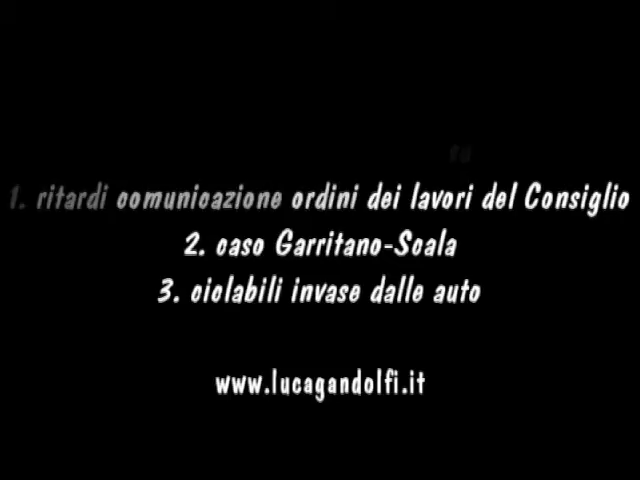 to
1. ritardi comunicazione ordini dei lavori del Consiglio
2. caso Garritano-Scala
3. ciclabili invase dalle auto
www.lucagandolfi.it